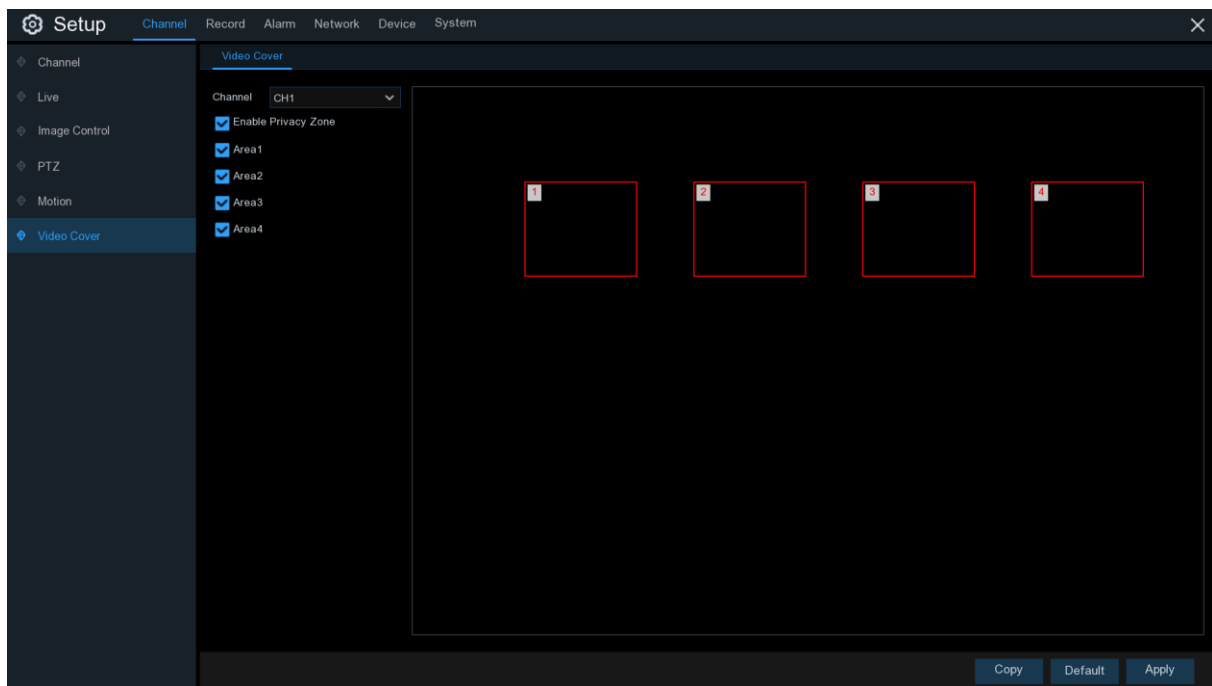 Setup Channel Record Alarm Network Device System
Channel
Live
Image Control
PTZ
Motion
Video Cover
Video Cover
Channel CH1
Enable Privacy Zone
Area1
Area2
Area3
Area4
1 2 3 4
Copy Default Apply